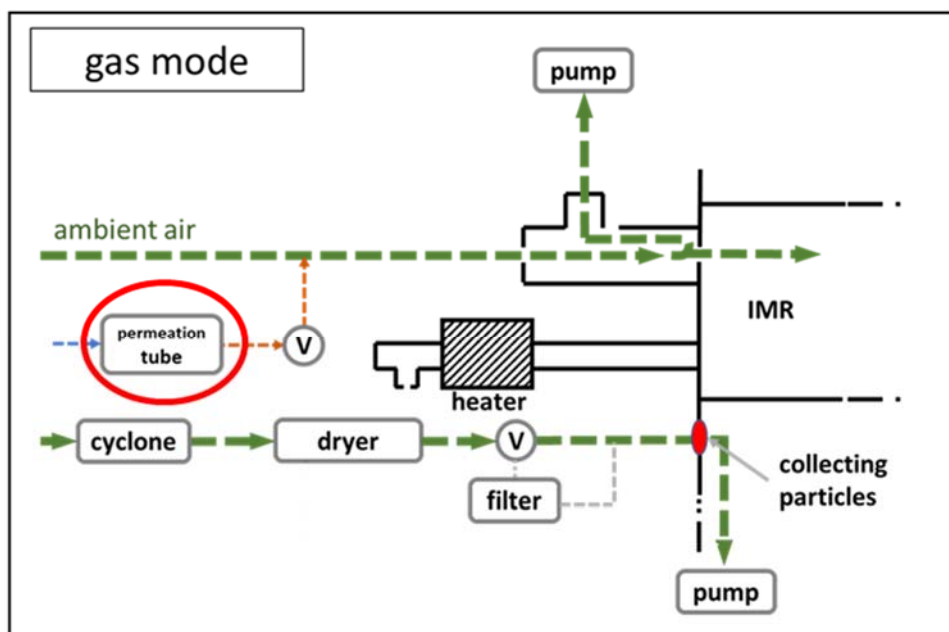 gas mode
pump
ambient air
permeation
tube
V
IMR
heater
cyclone
dryer
V
filter
collecting
particles
pump